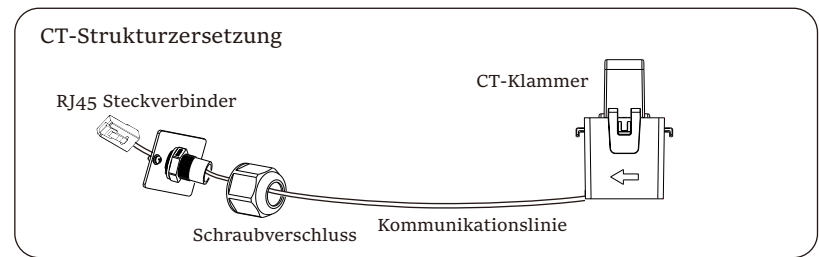 CT-Strukturzersetzung
CT-Klammer
RJ45 Steckverbinder
Kommunikationslinie
Schraubverschluss